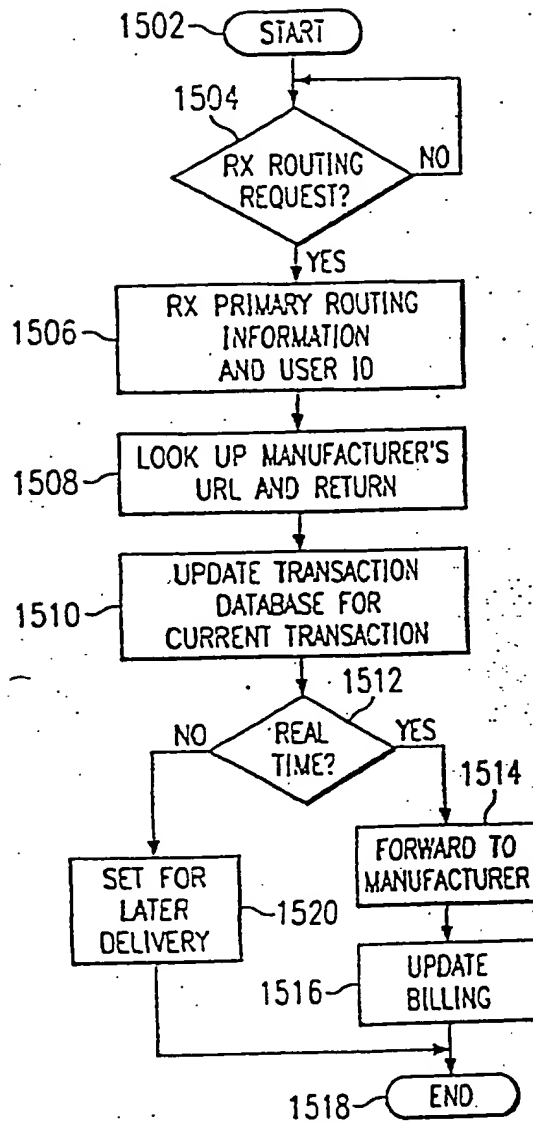 1502
START
1504
RX ROUTING
REQUEST?
NO
YES
1506
RX PRIMARY ROUTING
INFORMATION
AND USER ID
1508
LOOK UP MANUFACTURER'S
URL AND RETURN
1510
UPDATE TRANSACTION
DATABASE FOR
CURRENT TRANSACTION
1512
NO
REAL
TIME?
YES
1514
FORWARD TO
MANUFACTURER
SET FOR
LATER
DELIVERY
1520
1516
UPDATE
BILLING
1518
END